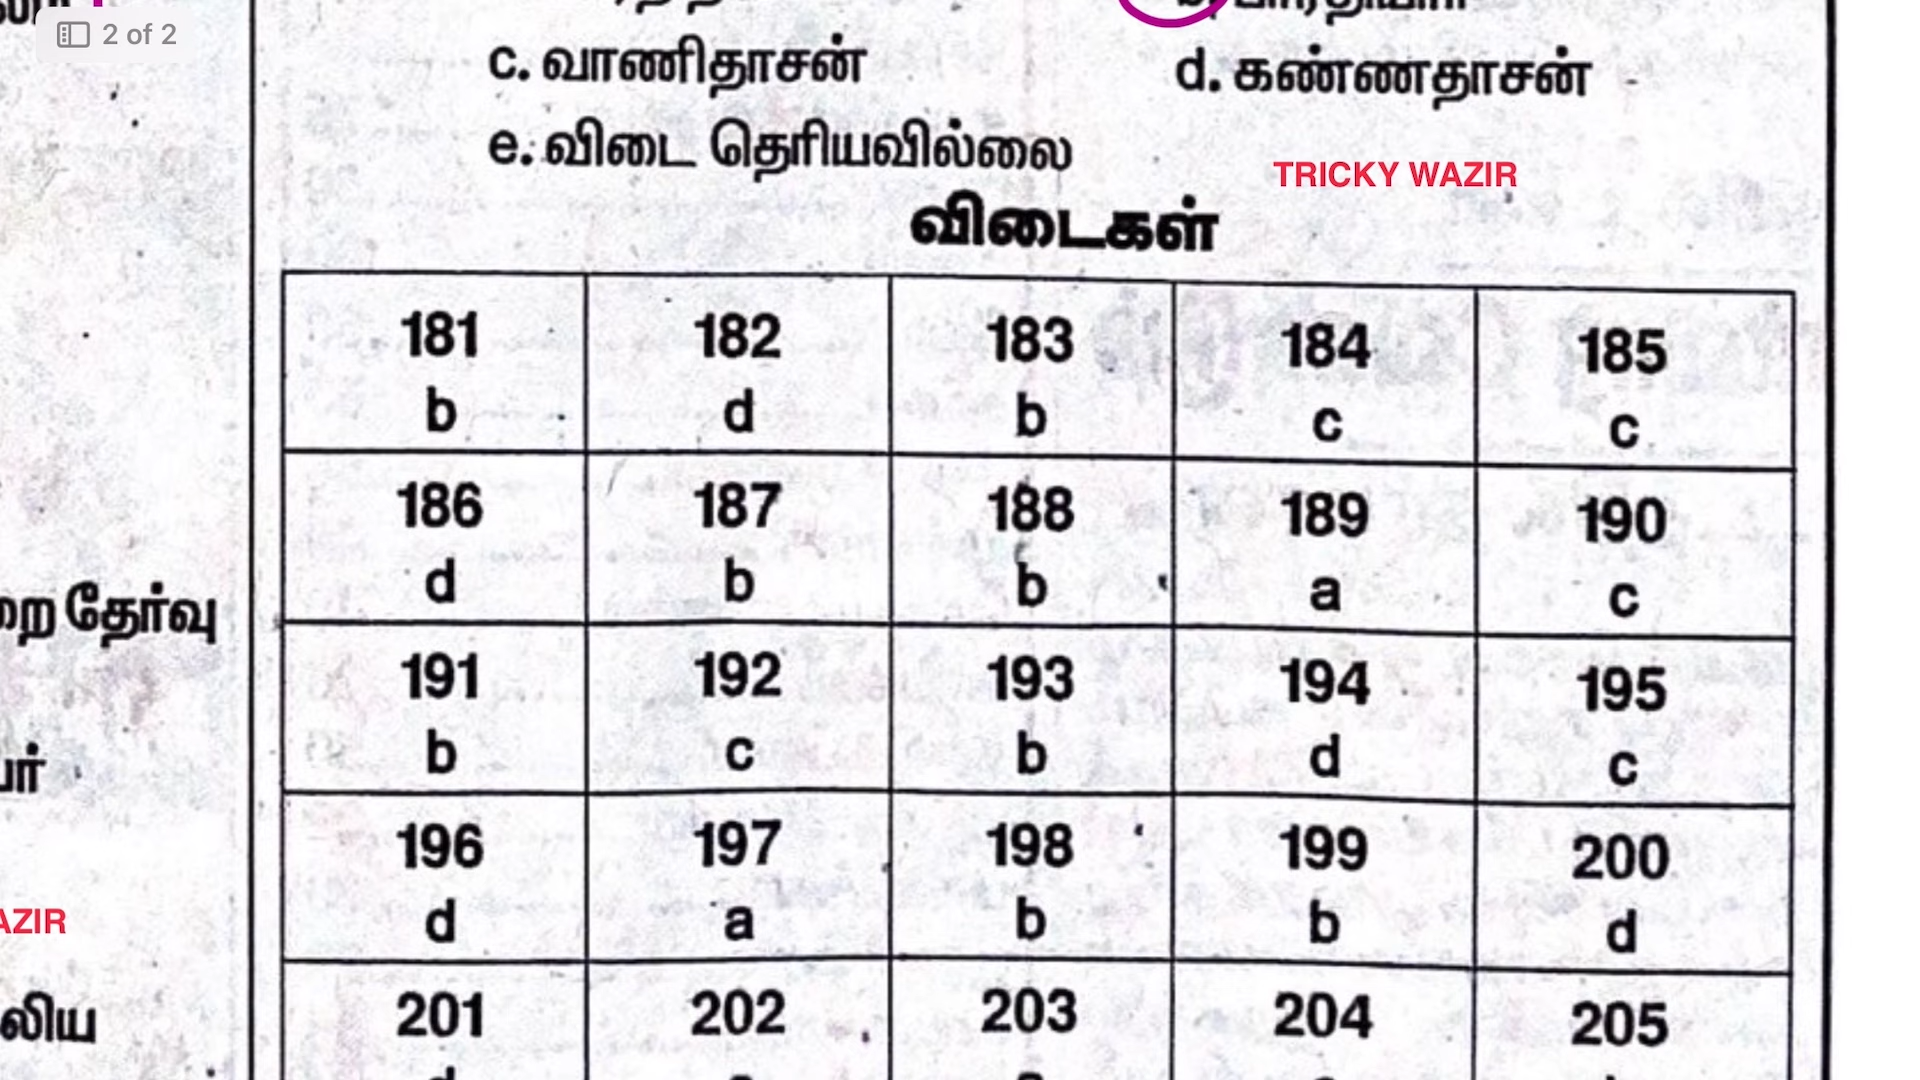 2 of 2
c. வாணிதாசன் d. கண்ணதாசன்
e. விடை தெரியவில்லை
TRICKY WAZIR
விடைகள்
181 182 183 184 185
b d b c c
186 187 188 189 190
d b b a c
191 192 193 194 195
b c b d c
196 197 198 199 200
d a b b d
201 202 203 204 205
தேர்வு
AZIR